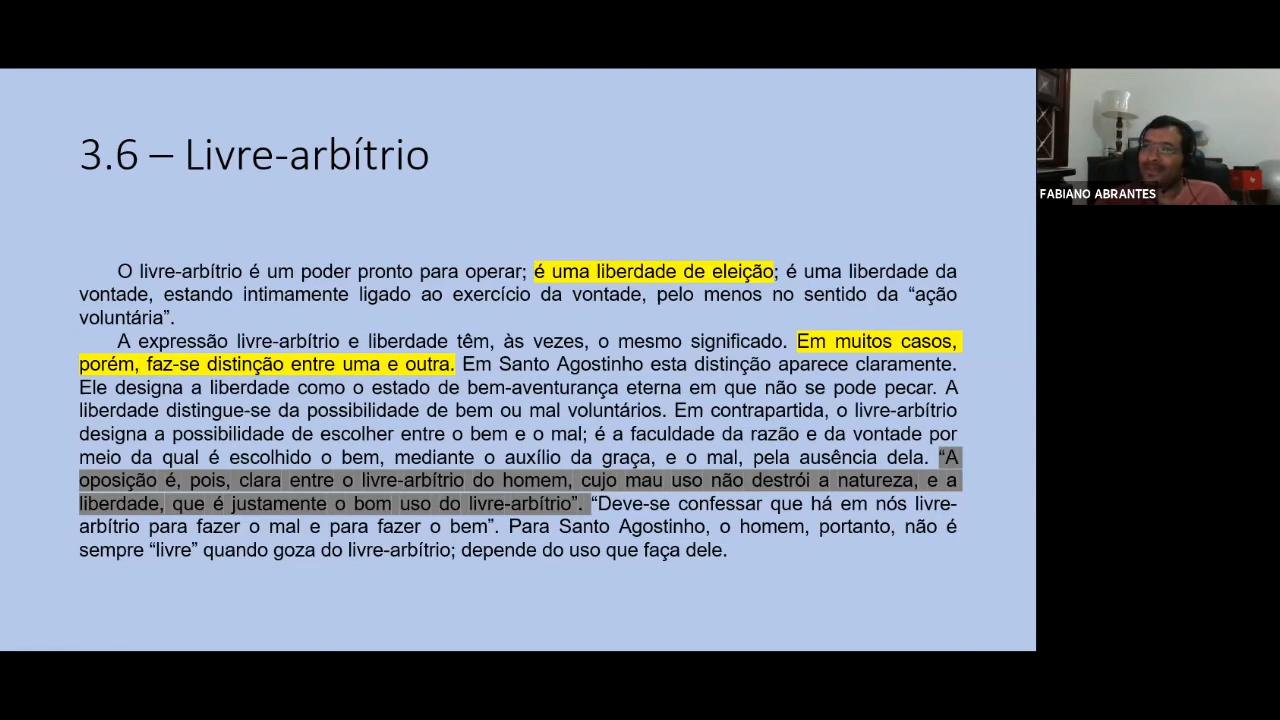 3.6 – Livre-arbítrio
FABIANO ABRANTES
O livre-arbítrio é um poder pronto para operar; é uma liberdade de eleição; é uma liberdade da
vontade, estando intimamente ligado ao exercício da vontade, pelo menos no sentido da “ação
voluntária”.
A expressão livre-arbítrio e liberdade têm, às vezes, o mesmo significado. Em muitos casos,
porém, faz-se distinção entre uma e outra. Em Santo Agostinho esta distinção aparece claramente.
Ele designa a liberdade como o estado de bem-aventurança eterna em que não se pode pecar. A
liberdade distingue-se da possibilidade de bem ou mal voluntários. Em contrapartida, o livre-arbítrio
designa a possibilidade de escolher entre o bem e o mal; é a faculdade da razão e da vontade por
meio da qual é escolhido o bem, mediante o auxílio da graça, e o mal, pela ausência dela. “A
oposição é, pois, clara entre o livre-arbítrio do homem, cujo mau uso não destrói a natureza, e a
liberdade, que é justamente o bom uso do livre-arbítrio”. “Deve-se confessar que há em nós livre-
arbítrio para fazer o mal e para fazer o bem”. Para Santo Agostinho, o homem, portanto, não é
sempre “livre” quando goza do livre-arbítrio; depende do uso que faça dele.